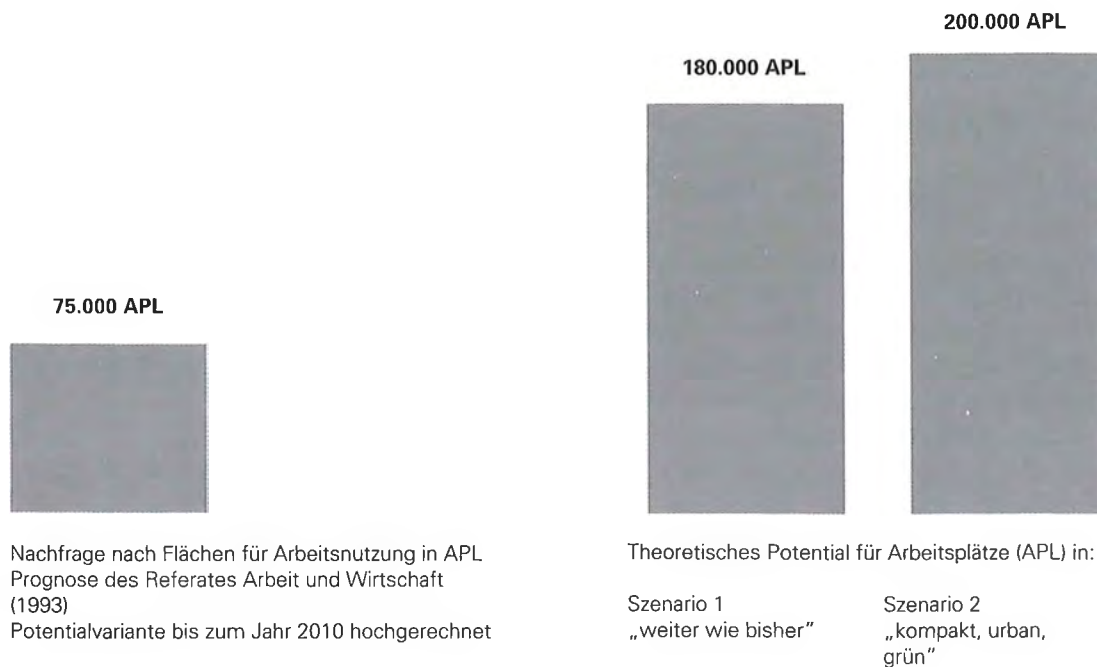 200.000 APL
180.000 APL
75.000 APL
Nachfrage nach Flächen für Arbeitsnutzung in APL
Prognose des Referates Arbeit und Wirtschaft
(1993)
Potentialvariante bis zum Jahr 2010 hochgerechnet
Theoretisches Potential für Arbeitsplätze (APL) in:
Szenario 1
„weiter wie bisher”
Szenario 2
„kompakt, urban,
grün”